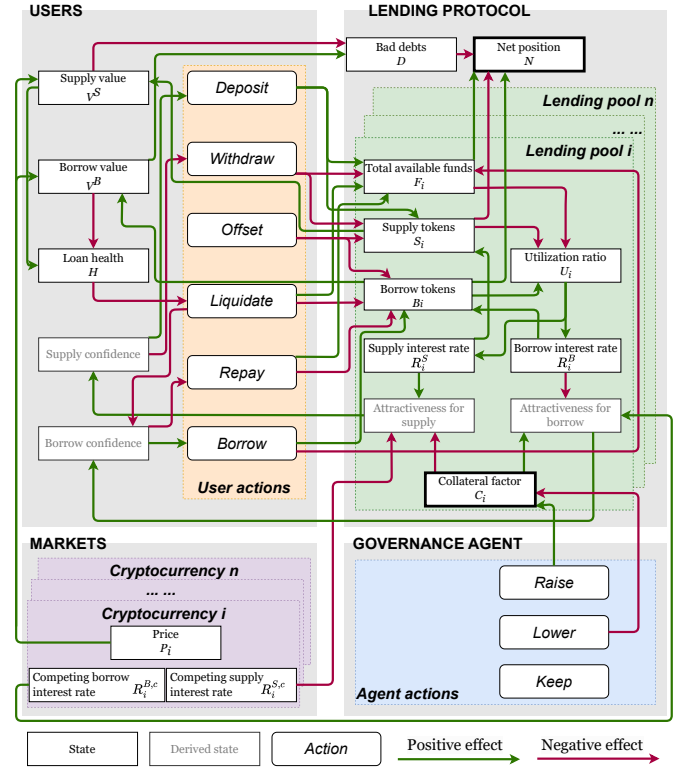 USERS
LENDING PROTOCOL
Bad debts
D
Net position
N
Supply value
V^S
Deposit
Lending pool n
... ...
Lending pool i
Withdraw
Total available funds
F_i
Borrow value
V^B
Offset
Supply tokens
S_i
Loan health
H
Utilization ratio
U_i
Liquidate
Borrow tokens
B_i
Supply confidence
Repay
Supply interest rate
R_i^S
Borrow interest rate
R_i^B
Attractiveness for
supply
Attractiveness for
borrow
Borrow confidence
Borrow
User actions
Collateral factor
C_i
MARKETS
GOVERNANCE AGENT
Cryptocurrency n
... ...
Cryptocurrency i
Price
P_i
Competing borrow
interest rate R_i^{B,c}
Competing supply
interest rate R_i^{S,c}
Raise
Lower
Keep
Agent actions
State
Derived state
Action
Positive effect
Negative effect